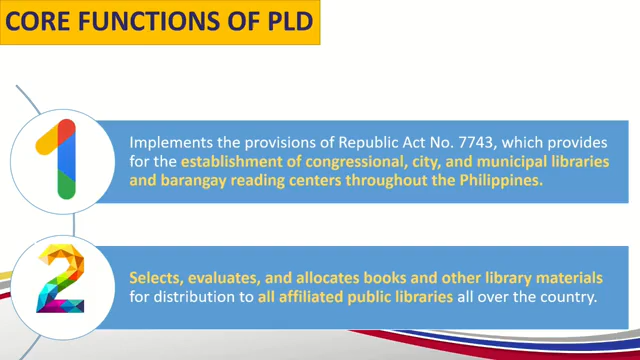 CORE FUNCTIONS OF PLD
1
Implements the provisions of Republic Act No. 7743, which provides
for the establishment of congressional, city, and municipal libraries
and barangay reading centers throughout the Philippines.
2
Selects, evaluates, and allocates books and other library materials
for distribution to all affiliated public libraries all over the country.